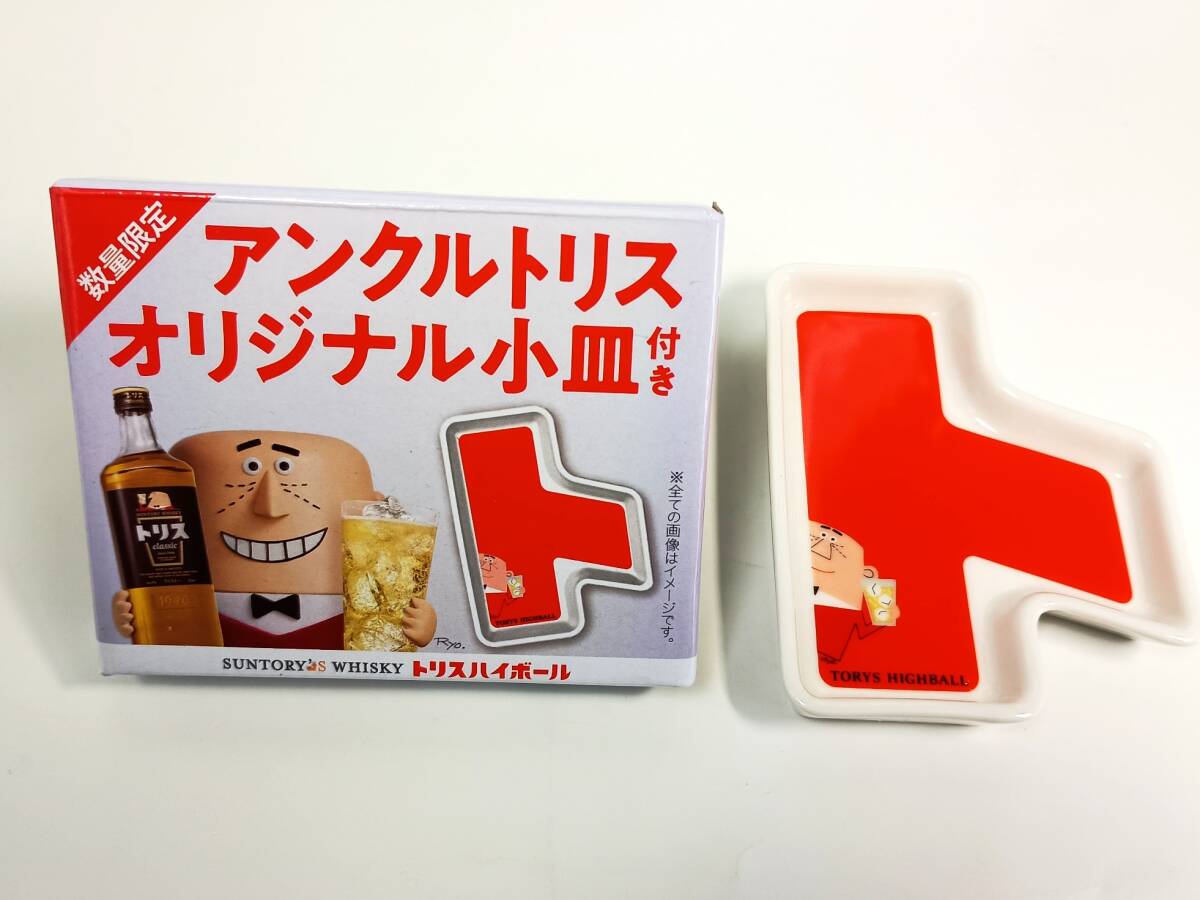 数量限定
アンクルトリス
オリジナル小皿付き
※全ての画像はイメージです。
SUNTORY WHISKY
トリス
classic
Ryo.
TORYS HIGHBALL
SUNTORY'S WHISKY トリスハイボール
TORYS HIGHBALL